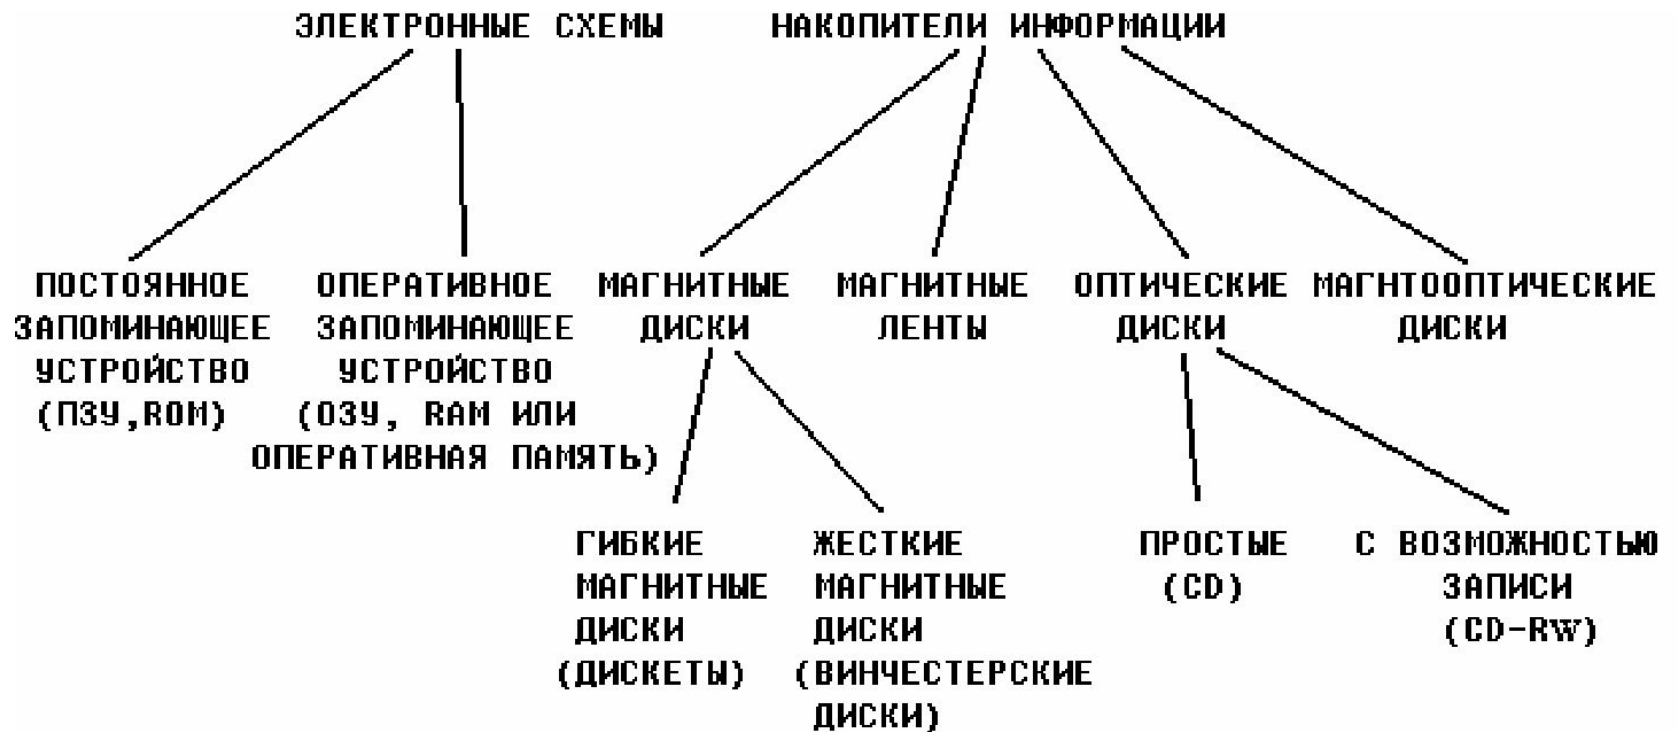 ЭЛЕКТРОННЫЕ СХЕМЫ
НАКОПИТЕЛИ ИНФОРМАЦИИ
ПОСТОЯННОЕ
ЗАПОМИНАЮЩЕЕ
УСТРОЙСТВО
(ПЗУ,ROM)
ОПЕРАТИВНОЕ
ЗАПОМИНАЮЩЕЕ
УСТРОЙСТВО
(ОЗУ, RAM ИЛИ
ОПЕРАТИВНАЯ ПАМЯТЬ)
МАГНИТНЫЕ
ДИСКИ
МАГНИТНЫЕ
ЛЕНТЫ
ОПТИЧЕСКИЕ
ДИСКИ
МАГНТООПТИЧЕСКИЕ
ДИСКИ
ГИБКИЕ
МАГНИТНЫЕ
ДИСКИ
(ДИСКЕТЫ)
ЖЕСТКИЕ
МАГНИТНЫЕ
ДИСКИ
(ВИНЧЕСТЕРСКИЕ
ДИСКИ)
ПРОСТЫЕ
(CD)
С ВОЗМОЖНОСТЬЮ
ЗАПИСИ
(CD-RW)